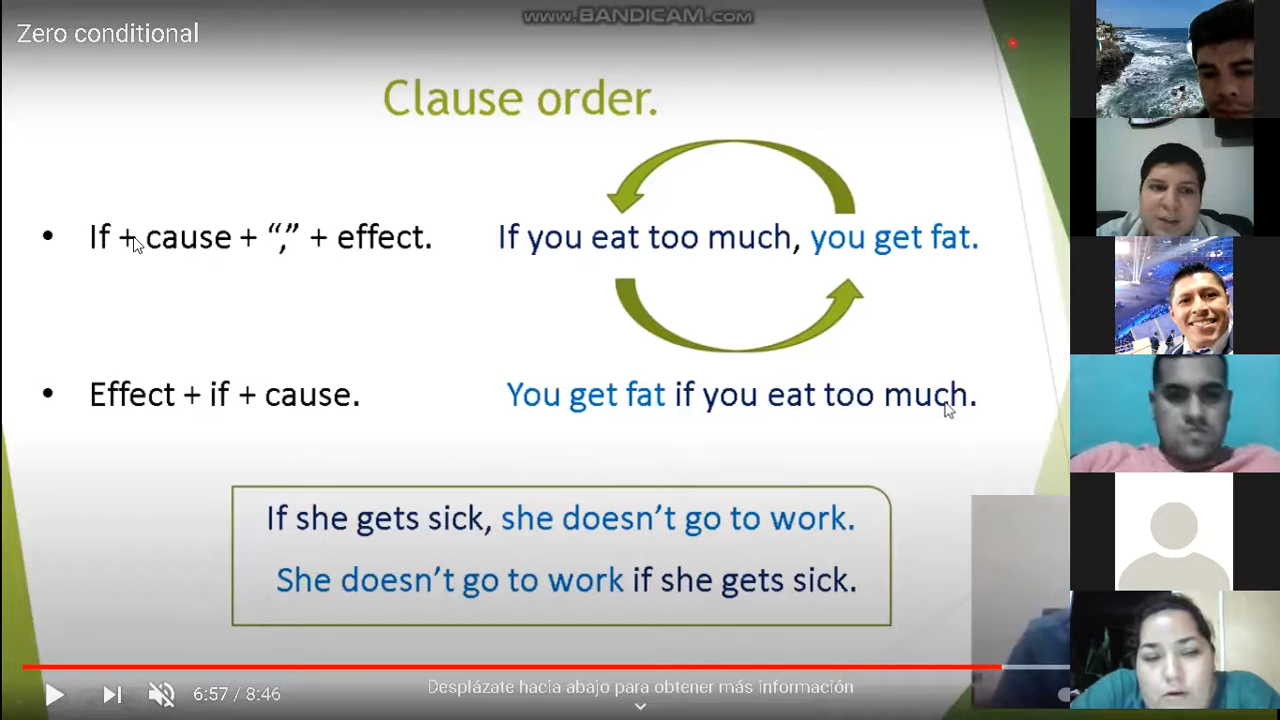 www.BANDICAM.com
Zero conditional
Clause order.
• If + cause + “,” + effect.
If you eat too much, you get fat.
• Effect + if + cause.
You get fat if you eat too much.
If she gets sick, she doesn’t go to work.
She doesn’t go to work if she gets sick.
6:57 / 8:46
Desplázate hacia abajo para obtener más información